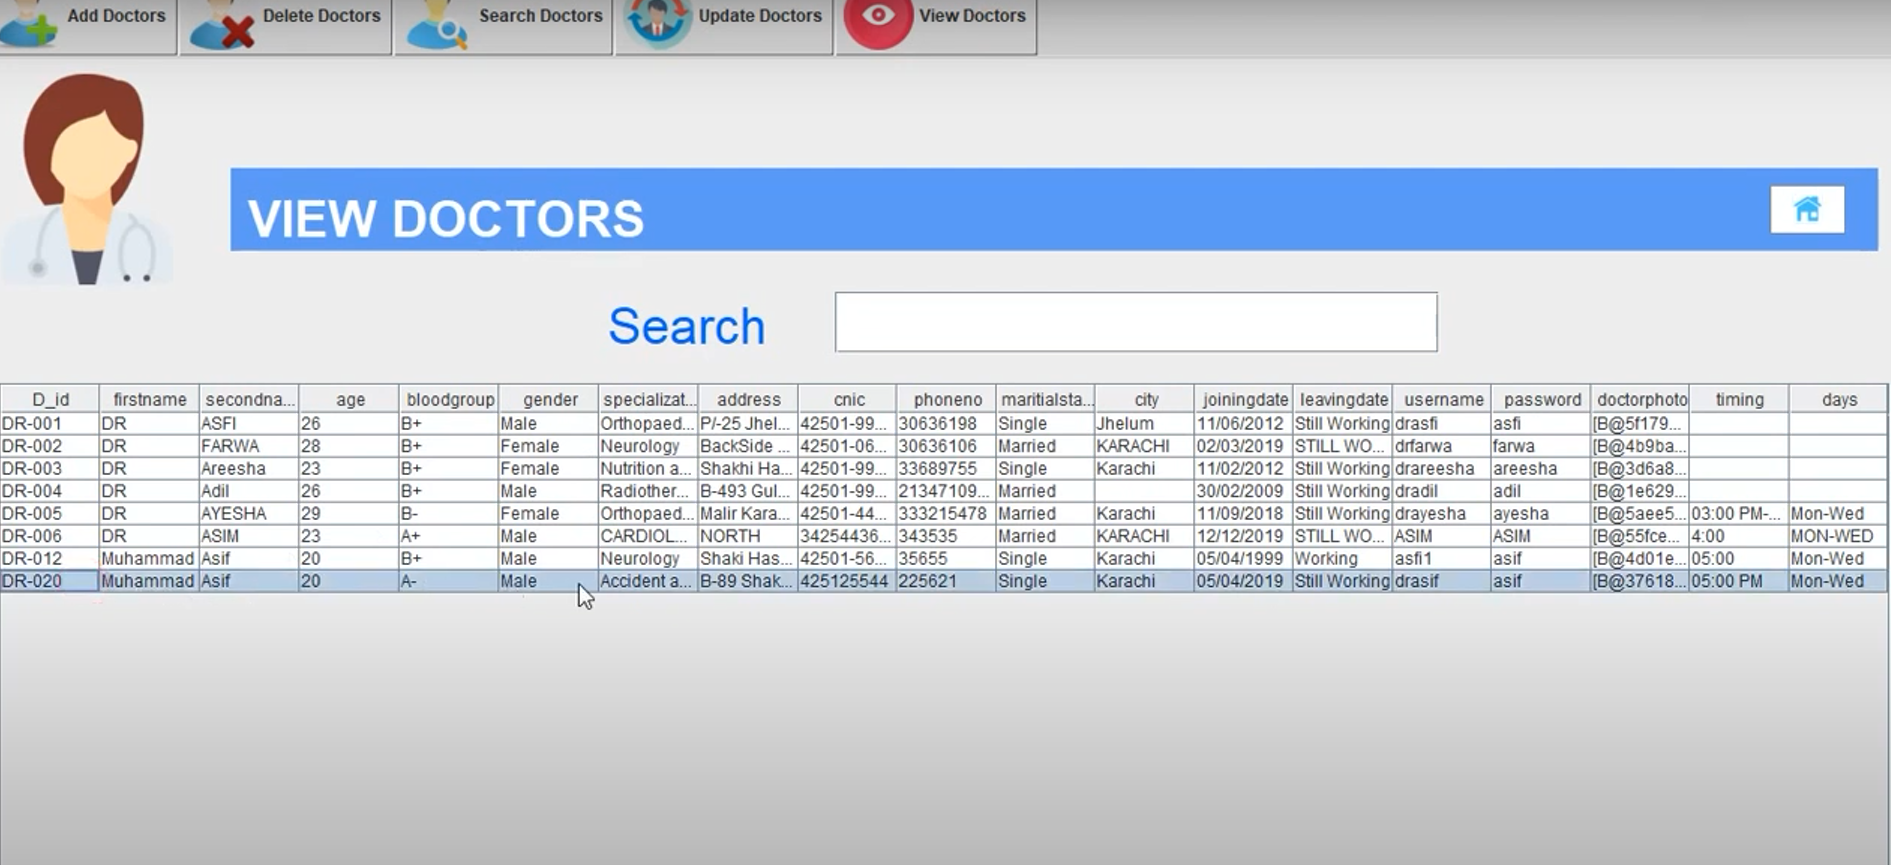 Add Doctors Delete Doctors Search Doctors Update Doctors View Doctors
VIEW DOCTORS
Search
D_id firstname secondna... age bloodgroup gender specializat... address cnic phoneno maritialsta... city joiningdate leavingdate username password doctorphoto timing days
DR-001 DR ASFI 26 B+ Male Orthopaed... P/-25 Jhel... 42501-99... 30636198 Single Jhelum 11/06/2012 Still Working drasfi asfi [B@5f179...
DR-002 DR FARWA 28 B+ Female Neurology BackSide ... 42501-06... 30636106 Married KARACHI 02/03/2019 STILL WO... drfarwa farwa [B@4b9ba...
DR-003 DR Areesha 23 B+ Female Nutrition a... Shakhi Ha... 42501-99... 33689755 Single Karachi 11/02/2012 Still Working drareesha areesha [B@3d6a8...
DR-004 DR Adil 26 B+ Male Radiother... B-493 Gul... 42501-99... 21347109... Married 30/02/2009 Still Working dradil adil [B@1e629...
DR-005 DR AYESHA 29 B- Female Orthopaed... Malir Kara... 42501-44... 333215478 Married Karachi 11/09/2018 Still Working drayesha ayesha [B@5aee5... 03:00 PM-... Mon-Wed
DR-006 DR ASIM 23 A+ Male CARDIOL... NORTH 34254436... 343535 Married KARACHI 12/12/2019 STILL WO... ASIM ASIM [B@55fce... 4:00 MON-WED
DR-012 Muhammad Asif 20 B+ Male Neurology Shaki Has... 42501-56... 35655 Single Karachi 05/04/1999 Working asfi1 asif [B@4d01e... 05:00 Mon-Wed
DR-020 Muhammad Asif 20 A- Male Accident a... B-89 Shak... 425125544 225621 Single Karachi 05/04/2019 Still Working drasif asif [B@37618... 05:00 PM Mon-Wed